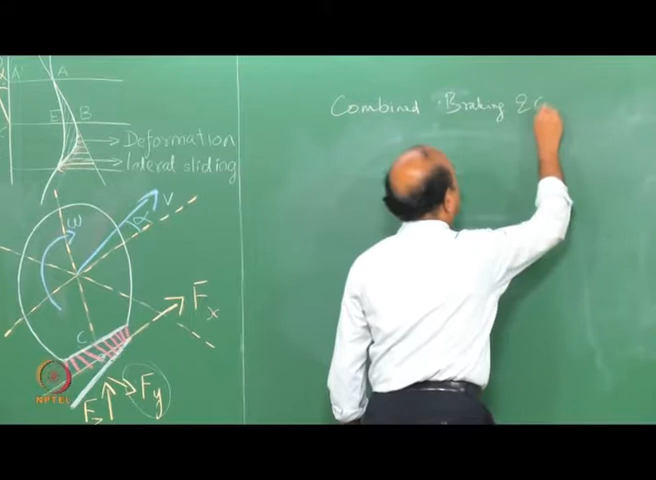 A' A
E B
Deformation
lateral sliding
ω V
α
Fx
C
Fy
Fz
NPTEL
Combined Braking &